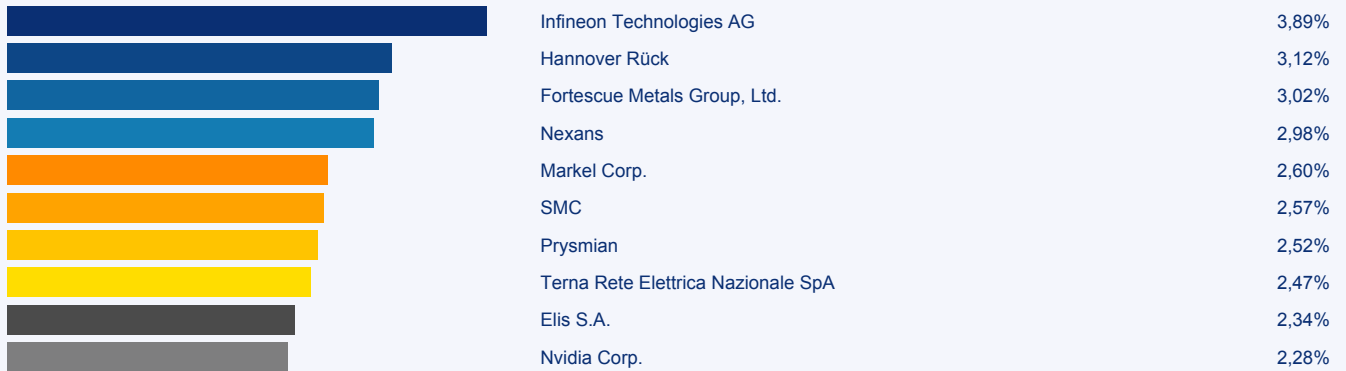 Infineon Technologies AG 3,89%
Hannover Rück 3,12%
Fortescue Metals Group, Ltd. 3,02%
Nexans 2,98%
Markel Corp. 2,60%
SMC 2,57%
Prysmian 2,52%
Terna Rete Elettrica Nazionale SpA 2,47%
Elis S.A. 2,34%
Nvidia Corp. 2,28%